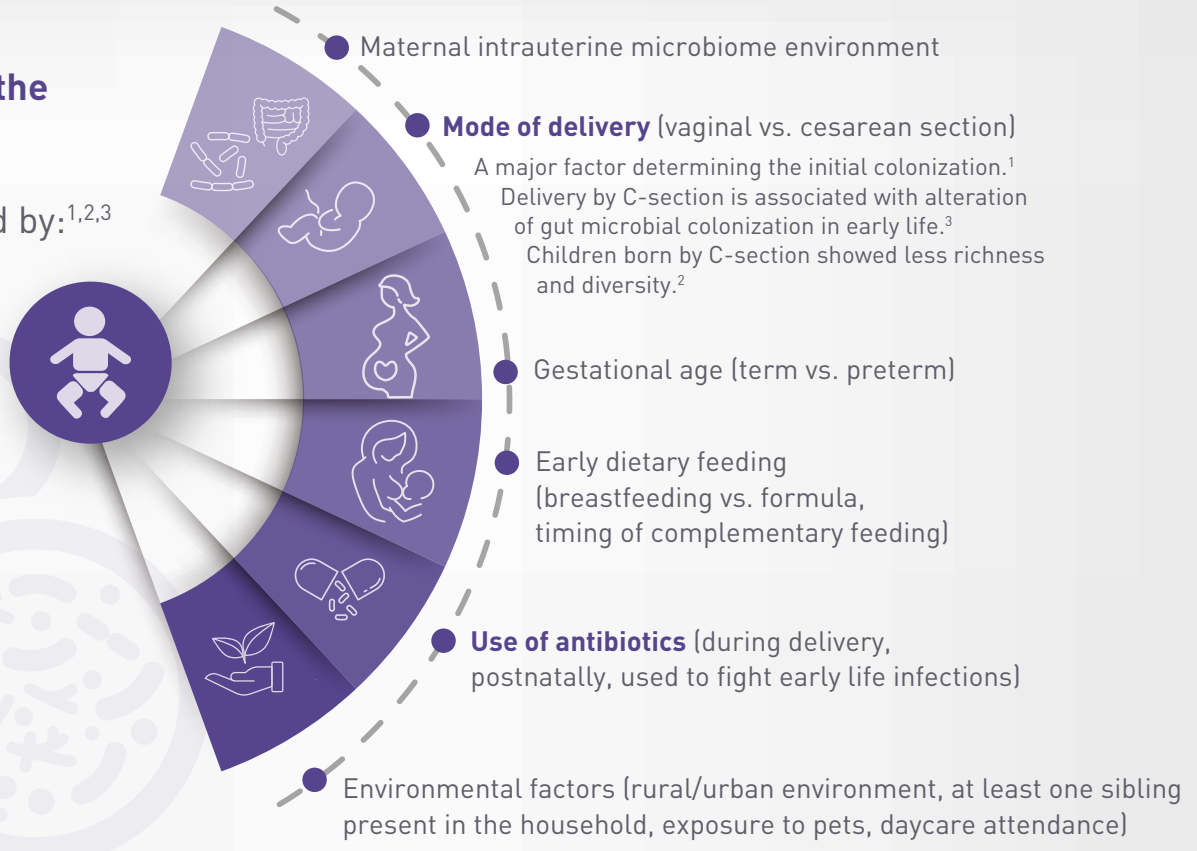 the
d by:1,2,3
Maternal intrauterine microbiome environment
Mode of delivery (vaginal vs. cesarean section)
A major factor determining the initial colonization.1
Delivery by C-section is associated with alteration
of gut microbial colonization in early life.3
Children born by C-section showed less richness
and diversity.2
Gestational age (term vs. preterm)
Early dietary feeding
(breastfeeding vs. formula,
timing of complementary feeding)
Use of antibiotics (during delivery,
postnatally, used to fight early life infections)
Environmental factors (rural/urban environment, at least one sibling
present in the household, exposure to pets, daycare attendance)